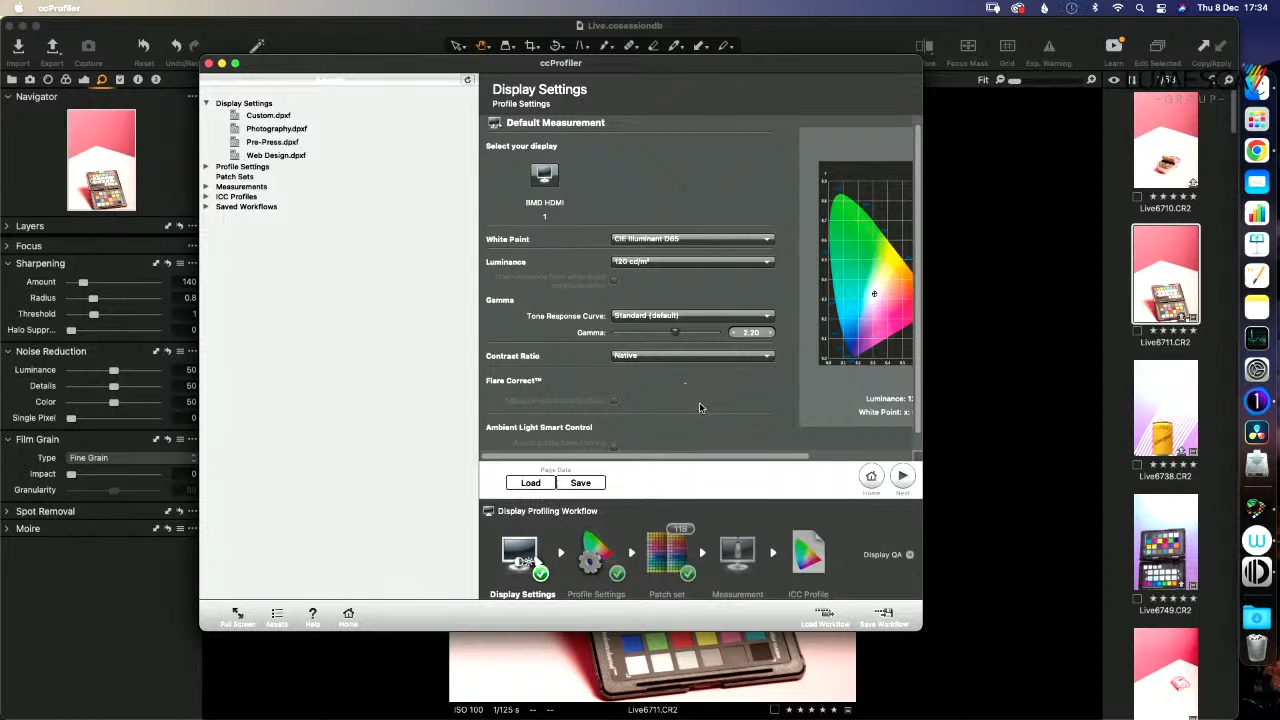 ccProfiler
Thu 8 Dec 17:34
Live.cosessiondb
Import Export Capture Undo/Redo Focus Mask Grid Exp. Warning Learn Edit Selected Copy/Apply
Fit
-GROUP-
ccProfiler
Navigator
Layers
Focus
Sharpening
Amount 140
Radius 0.8
Threshold 1
Halo Suppr... 0
Noise Reduction
Luminance 50
Details 50
Color 50
Single Pixel 0
Film Grain
Type Fine Grain
Impact 0
Granularity
Spot Removal
Moire
Display Settings
Custom.dpxf
Photography.dpxf
Pre-Press.dpxf
Web Design.dpxf
Profile Settings
Patch Sets
Measurements
ICC Profiles
Saved Workflows
Display Settings
Profile Settings
Default Measurement
Select your display
BMD HDMI
1
White Point CIE Illuminant D65
Luminance 120 cd/m²
Gamma
Tone Response Curve: Standard (default)
Gamma: 2.20
Contrast Ratio Native
Flare Correct™
Ambient Light Smart Control
Luminance: 1
White Point: x:
Page Data
Load Save
Home Next
Display Profiling Workflow
118
Display QA
Display Settings Profile Settings Patch set Measurement ICC Profile
Full Screen Assets Help Home Load Workflow Save Workflow
Live6710.CR2
Live6711.CR2
Live6738.CR2
Live6749.CR2
ISO 100 1/125 s -- -- Live6711.CR2